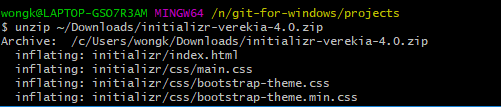 wongk@LAPTOP-GSO7R3AM MINGW64 /n/git-for-windows/projects
$ unzip ~/Downloads/initializr-verekia-4.0.zip
Archive:  /c/Users/wongk/Downloads/initializr-verekia-4.0.zip
  inflating: initializr/index.html
  inflating: initializr/css/main.css
  inflating: initializr/css/bootstrap-theme.css
  inflating: initializr/css/bootstrap-theme.min.css